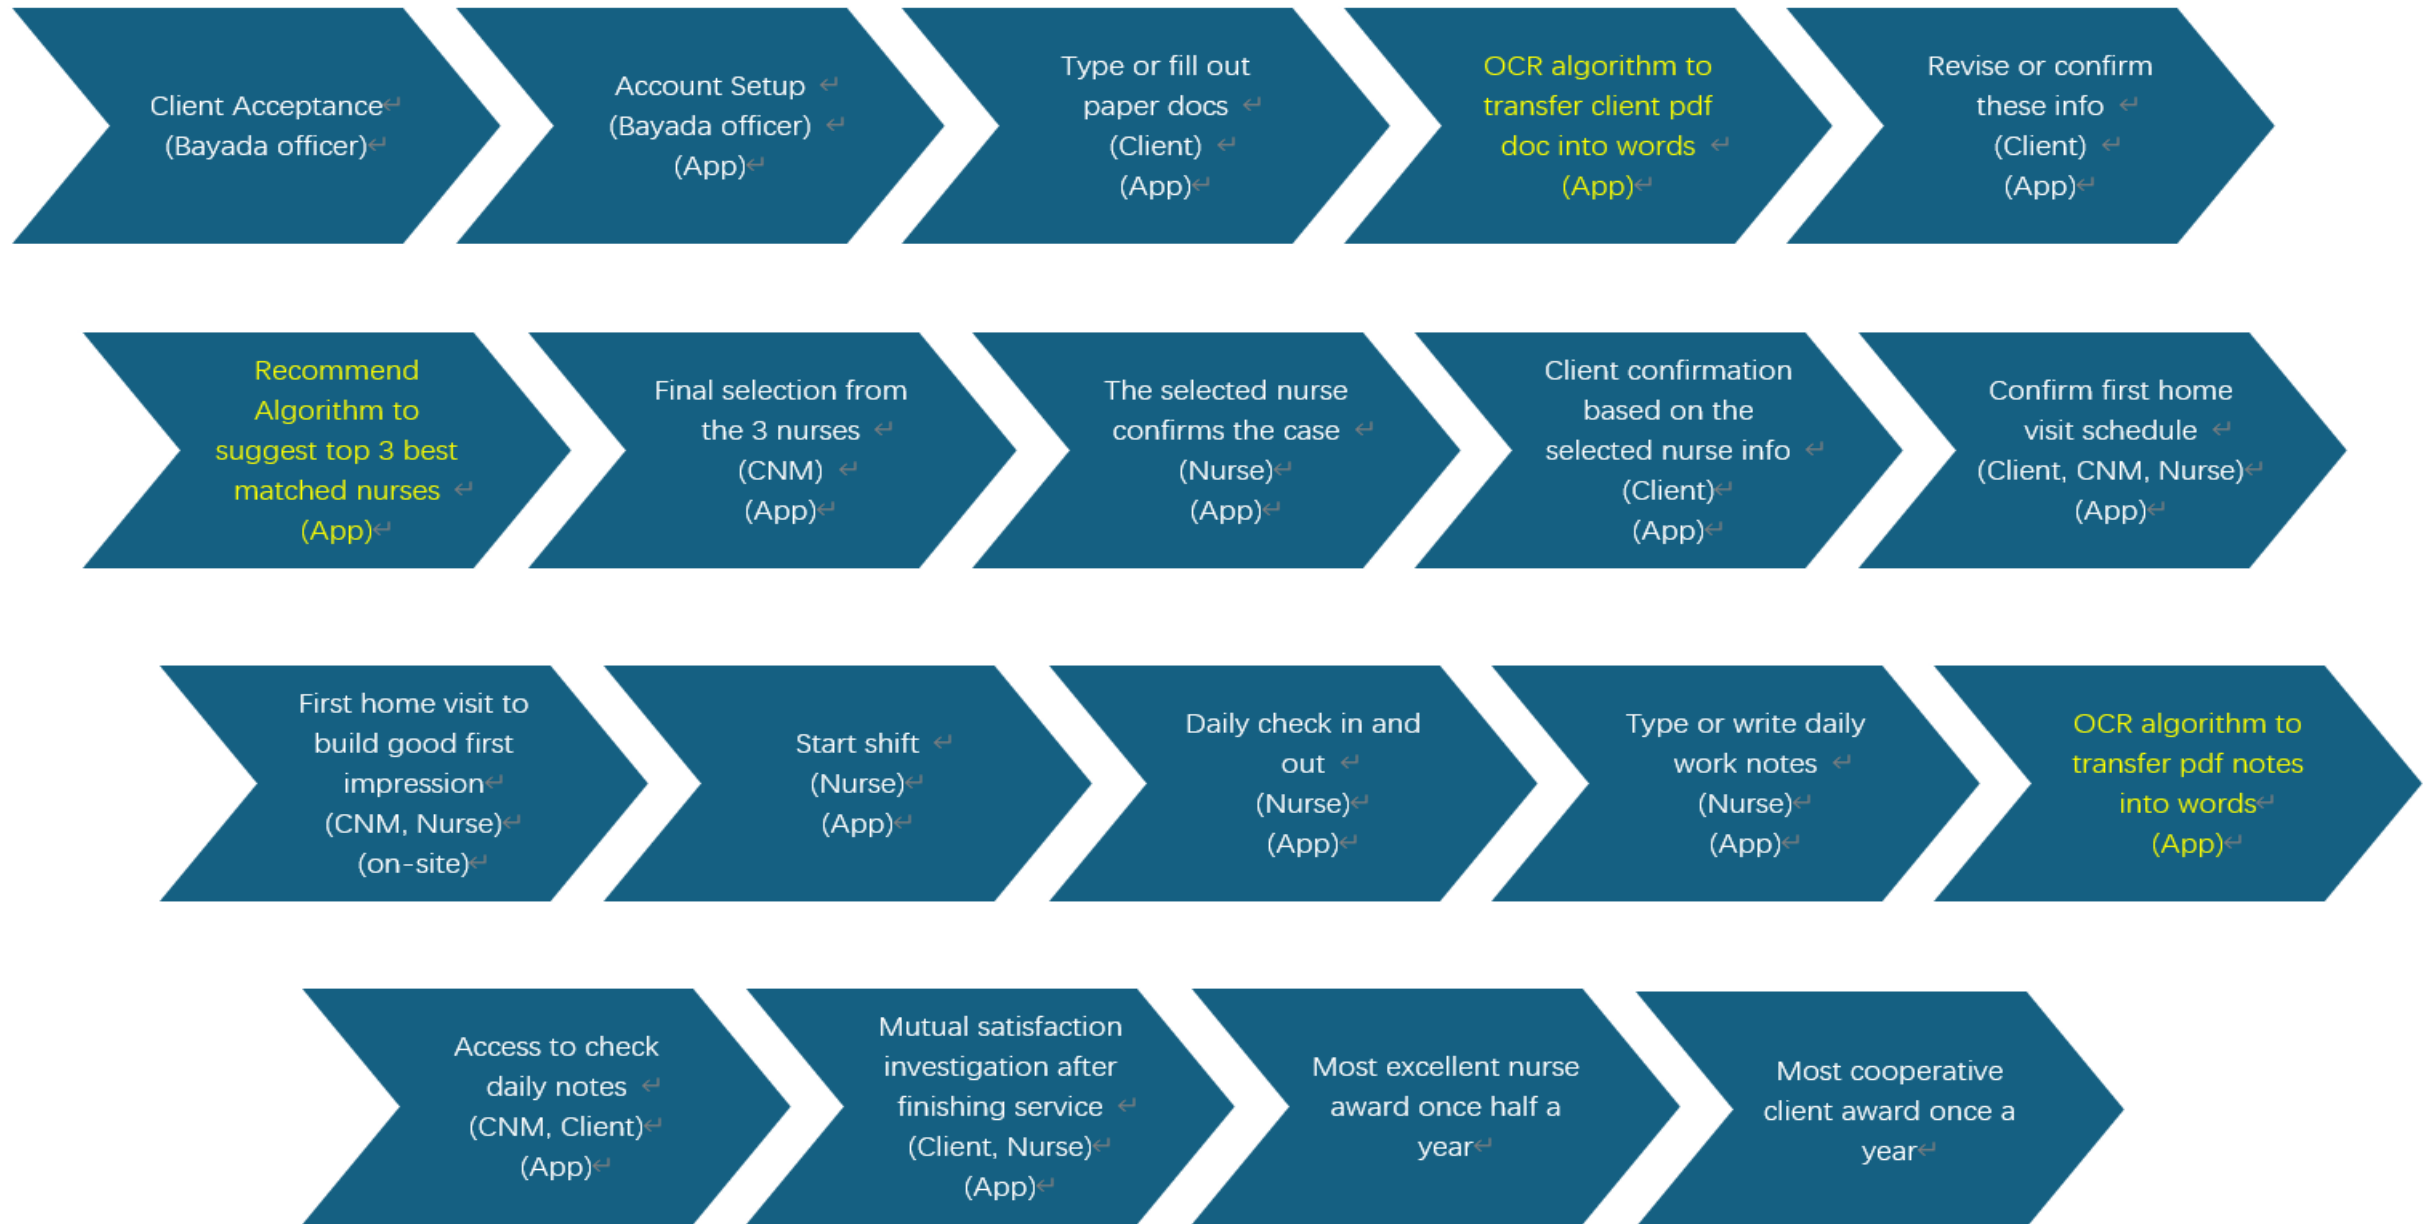 Client Acceptance↵
(Bayada officer)↵
Account Setup ↵
(Bayada officer) ↵
(App)↵
Type or fill out
paper docs ↵
(Client) ↵
(App)↵
OCR algorithm to
transfer client pdf
doc into words ↵
(App)↵
Revise or confirm
these info ↵
(Client) ↵
(App)↵
Recommend
Algorithm to
suggest top 3 best
matched nurses ↵
(App)↵
Final selection from
the 3 nurses ↵
(CNM) ↵
(App)↵
The selected nurse
confirms the case ↵
(Nurse)↵
(App)↵
Client confirmation
based on the
selected nurse info ↵
(Client)↵
(App)↵
Confirm first home
visit schedule ↵
(Client, CNM, Nurse)↵
(App)↵
First home visit to
build good first
impression↵
(CNM, Nurse)↵
(on-site)↵
Start shift ↵
(Nurse)↵
(App)↵
Daily check in and
out ↵
(Nurse)↵
(App)↵
Type or write daily
work notes ↵
(Nurse)↵
(App)↵
OCR algorithm to
transfer pdf notes
into words↵
(App)↵
Access to check
daily notes ↵
(CNM, Client)↵
(App)↵
Mutual satisfaction
investigation after
finishing service ↵
(Client, Nurse)↵
(App)↵
Most excellent nurse
award once half a
year↵
Most cooperative
client award once a
year↵